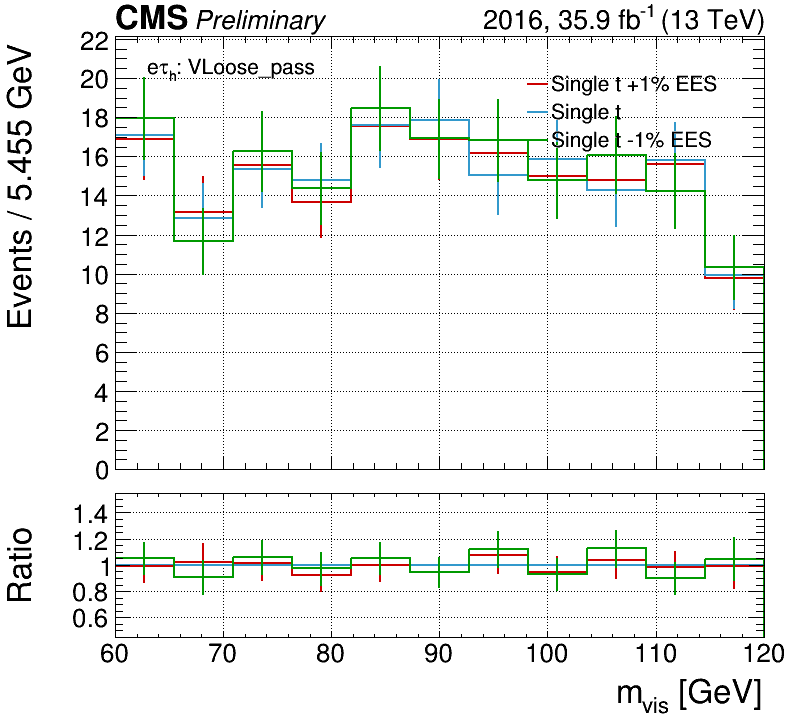 CMS Preliminary 2016, 35.9 fb⁻¹ (13 TeV)
eτₕ: VLoose_pass
Single t +1% EES
Single t
Single t -1% EES
Events / 5.455 GeV
22
20
18
16
14
12
10
8
6
4
2
0
Ratio
1.4
1.2
1
0.8
0.6
60 70 80 90 100 110 120
m_vis [GeV]